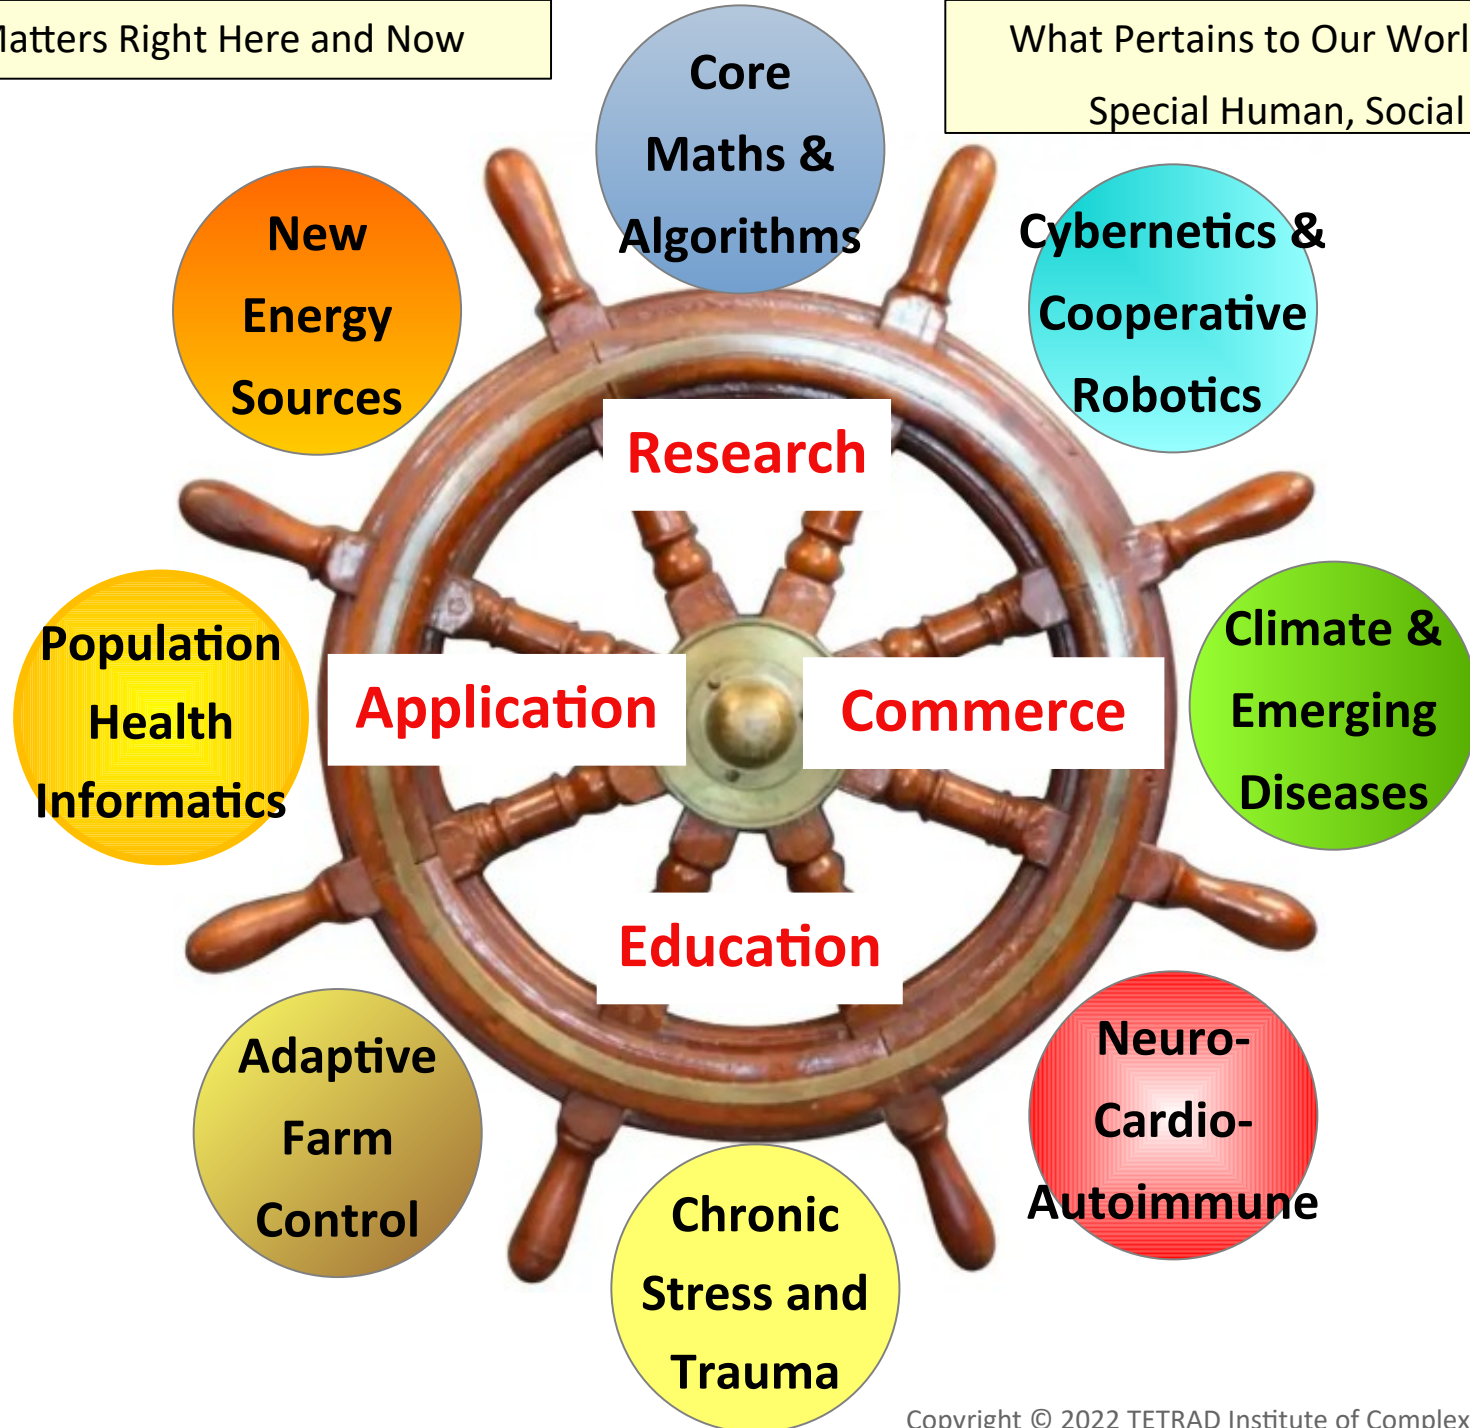 Matters Right Here and Now
What Pertains to Our
Special Human, Social
Core
Maths &
Algorithms
New
Energy
Sources
Cybernetics &
Cooperative
Robotics
Research
Population
Health
Informatics
Application
Commerce
Climate &
Emerging
Diseases
Education
Adaptive
Farm
Control
Neuro-
Cardio-
Autoimmune
Chronic
Stress and
Trauma
Copyright © 2022 TETRAD Institute of Complex